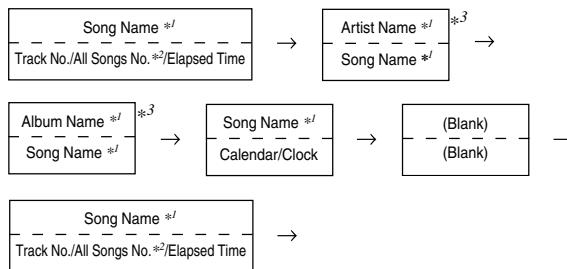 Song Name *1
Track No./All Songs No.*2/Elapsed Time
→
Artist Name *1
Song Name *1
*3
→
Album Name *1
Song Name *1
*3
→
Song Name *1
Calendar/Clock
→
(Blank)
(Blank)
Song Name *1
Track No./All Songs No.*2/Elapsed Time
→